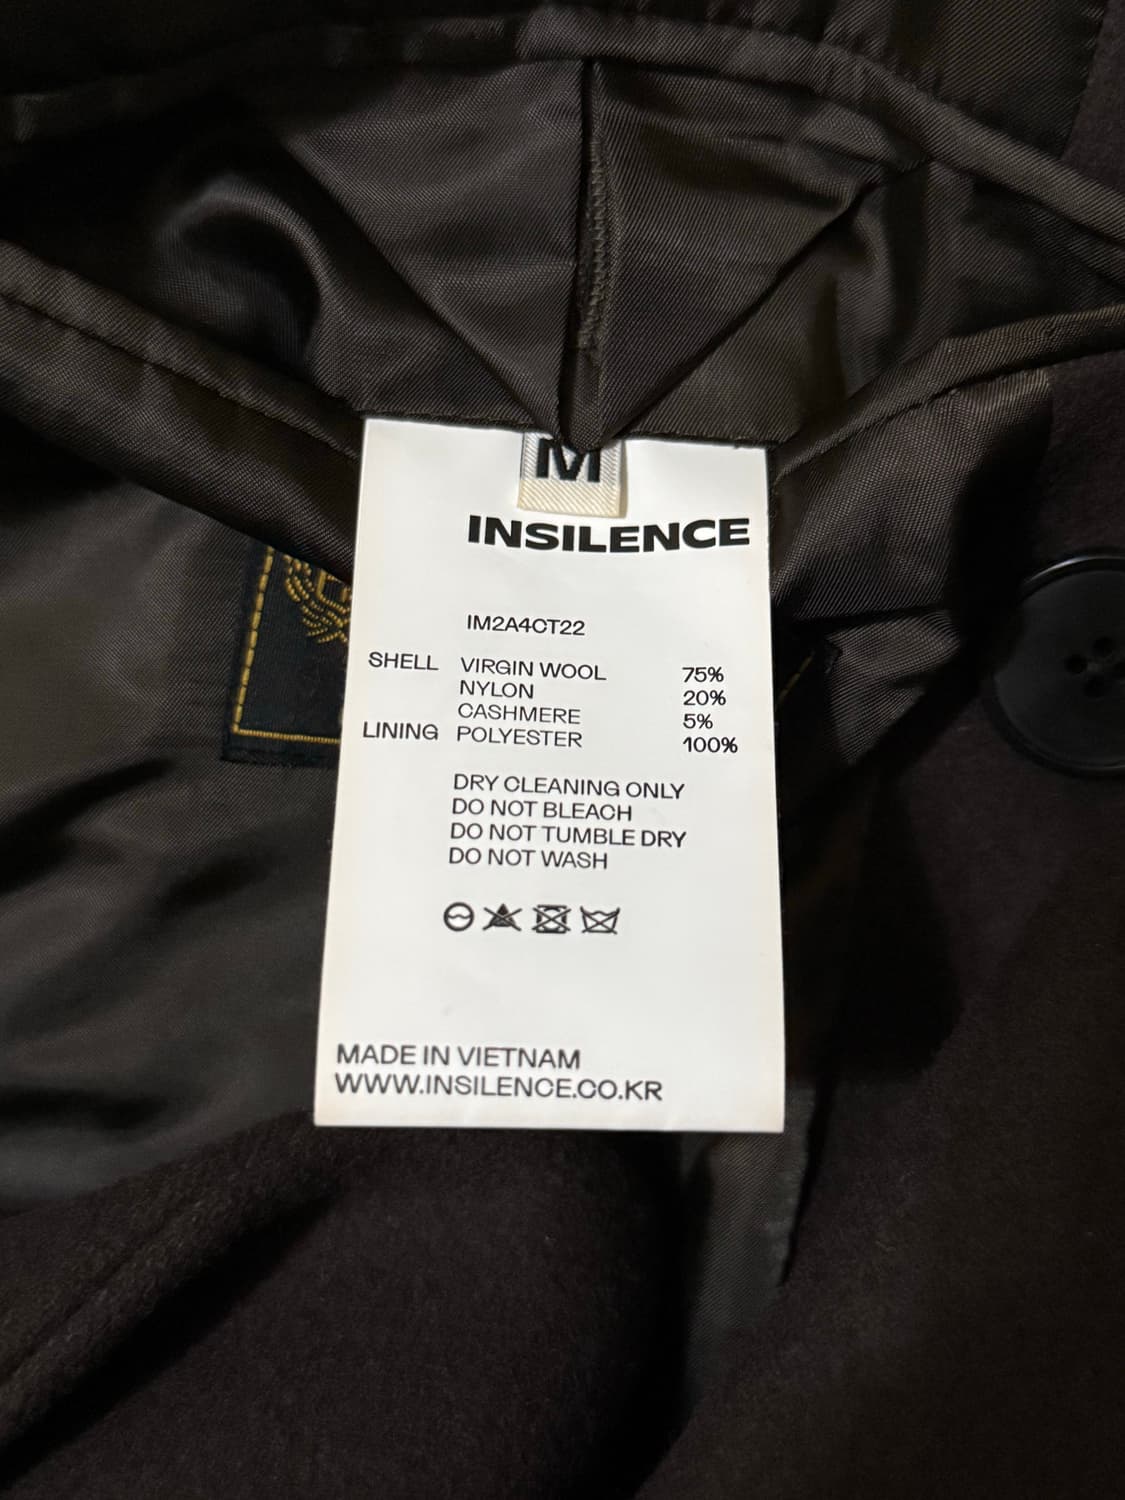 M
INSILENCE
IM2A4CT22
SHELL VIRGIN WOOL 75%
NYLON 20%
CASHMERE 5%
LINING POLYESTER 100%
DRY CLEANING ONLY
DO NOT BLEACH
DO NOT TUMBLE DRY
DO NOT WASH
MADE IN VIETNAM
WWW.INSILENCE.CO.KR